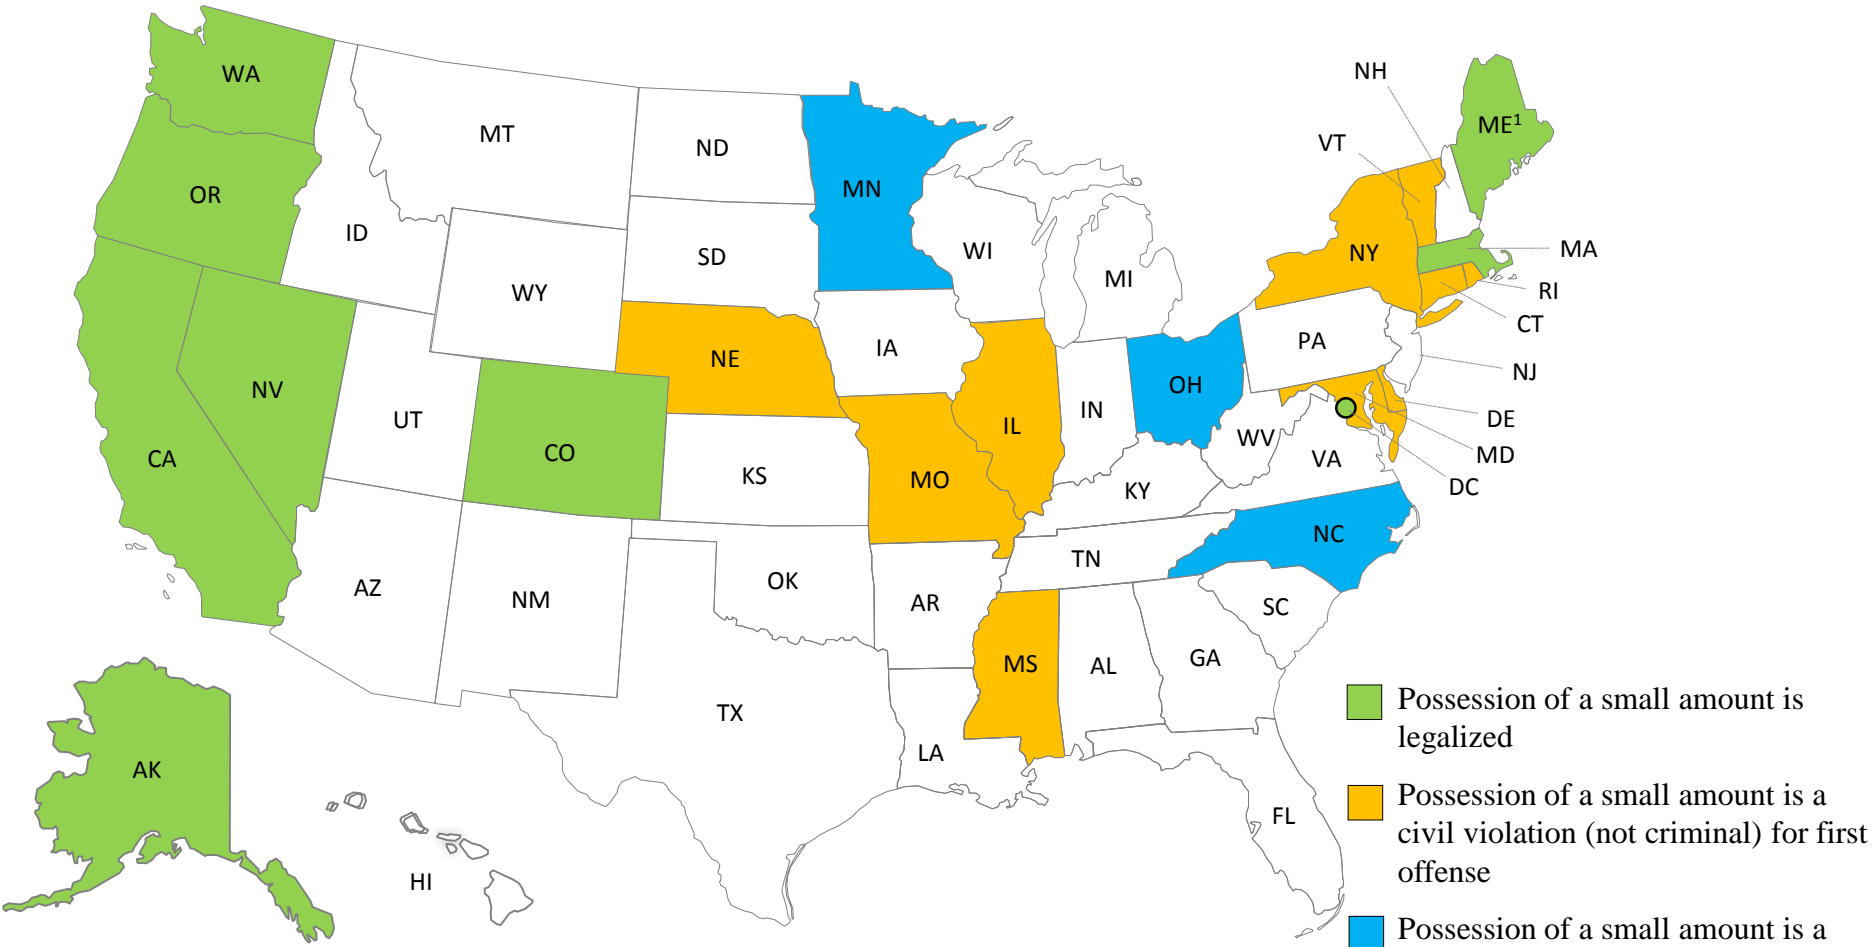 WA
MT
ND
MN
OR
ID
SD
WY
WI
MI
NH
VT
ME¹
NY
MA
RI
CT
NJ
PA
DE
MD
DC
NV
UT
CO
NE
IA
IL
IN
OH
WV
VA
CA
KS
MO
KY
NC
TN
AZ
NM
OK
AR
SC
MS
AL
GA
TX
LA
FL
AK
HI
Possession of a small amount is
legalized
Possession of a small amount is a
civil violation (not criminal) for first
offense
Possession of a small amount is a